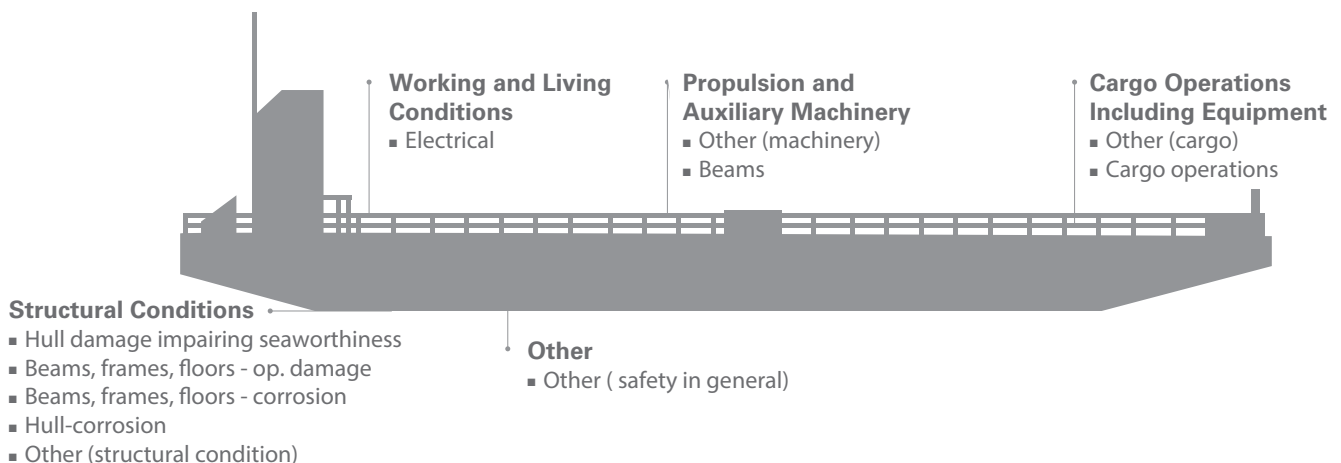 Working and Living
Conditions
▪ Electrical
Propulsion and
Auxiliary Machinery
▪ Other (machinery)
▪ Beams
Cargo Operations
Including Equipment
▪ Other (cargo)
▪ Cargo operations
Structural Conditions
▪ Hull damage impairing seaworthiness
▪ Beams, frames, floors - op. damage
▪ Beams, frames, floors - corrosion
▪ Hull-corrosion
▪ Other (structural condition)
Other
▪ Other ( safety in general)